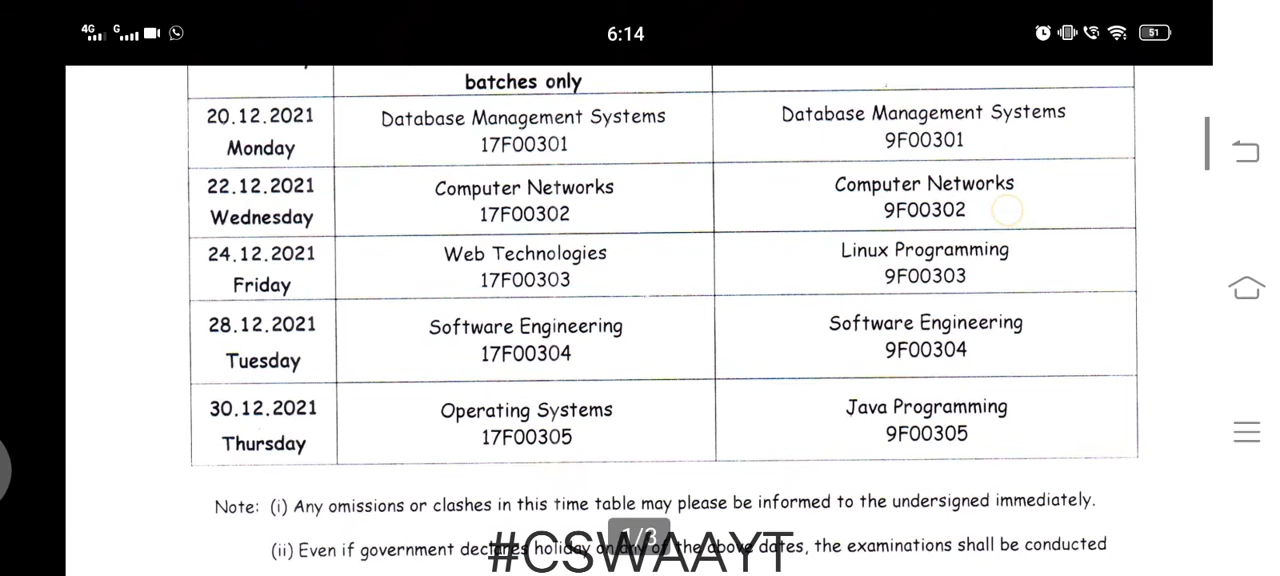 4G G 6:14 51
batches only
20.12.2021
Monday
Database Management Systems
17F00301
Database Management Systems
9F00301
22.12.2021
Wednesday
Computer Networks
17F00302
Computer Networks
9F00302
24.12.2021
Friday
Web Technologies
17F00303
Linux Programming
9F00303
28.12.2021
Tuesday
Software Engineering
17F00304
Software Engineering
9F00304
30.12.2021
Thursday
Operating Systems
17F00305
Java Programming
9F00305
Note: (i) Any omissions or clashes in this time table may please be informed to the undersigned immediately.
(ii) Even if government declares holiday on any of the above dates, the examinations shall be conducted
1/3
#CSWAAYT